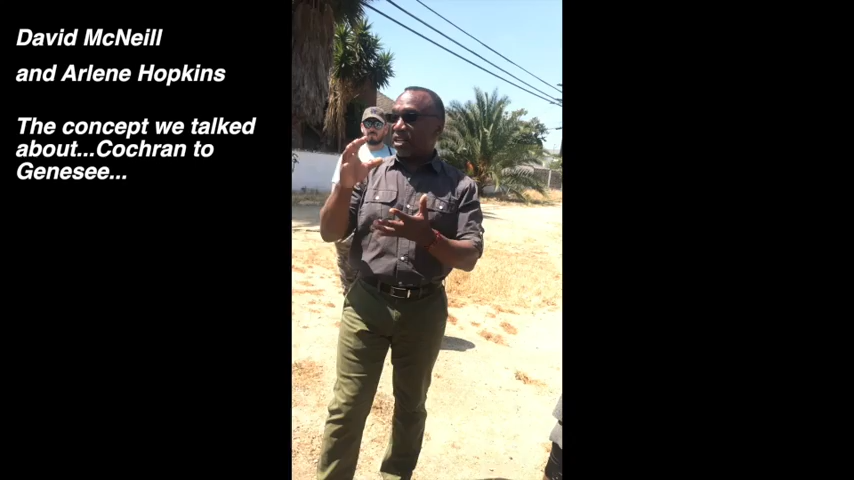 David McNeill
and Arlene Hopkins
The concept we talked
about...Cochran to
Genesee...